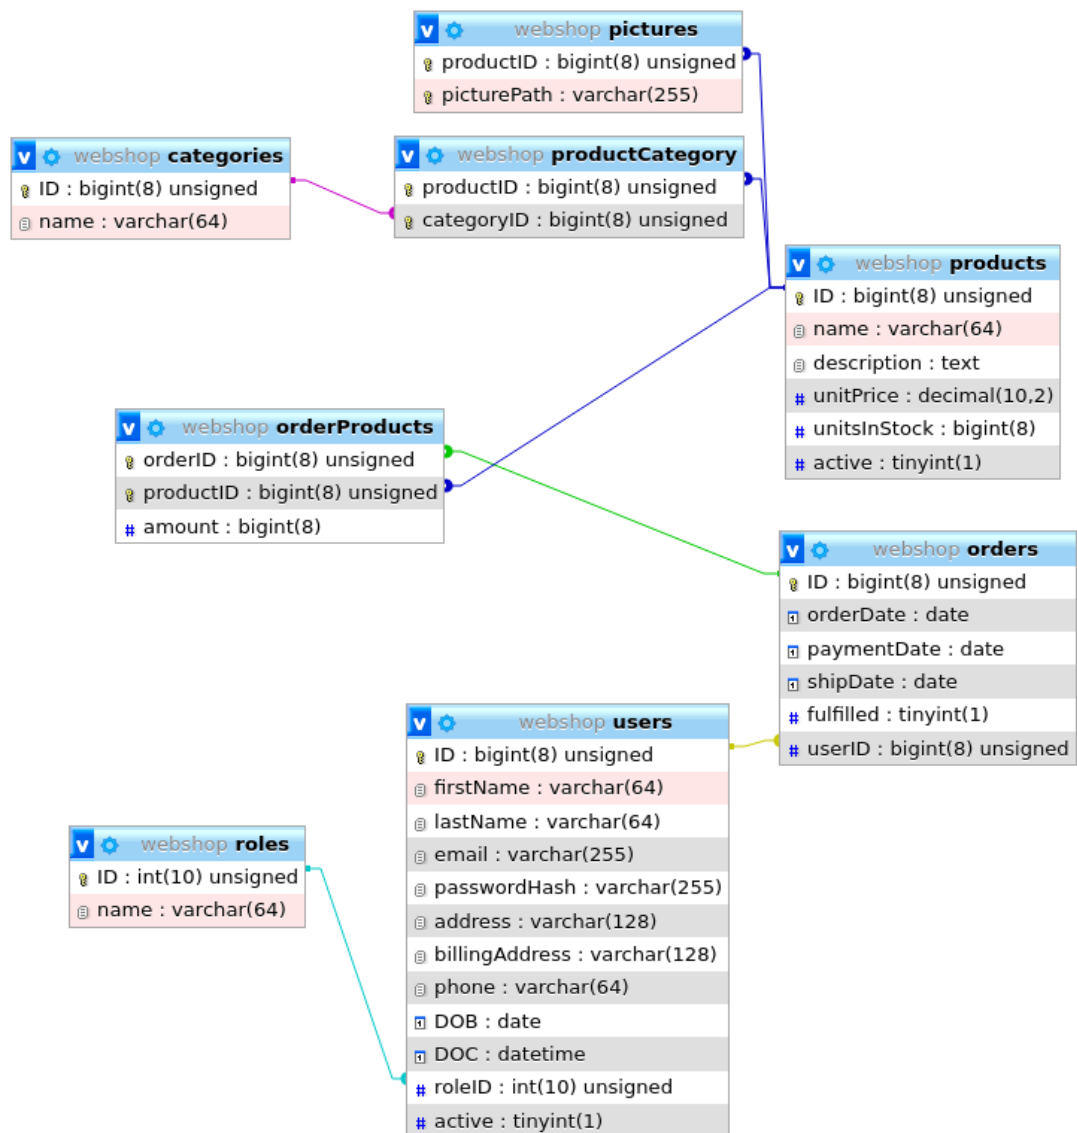 v webshop pictures
productID : bigint(8) unsigned
picturePath : varchar(255)
v webshop categories
ID : bigint(8) unsigned
name : varchar(64)
v webshop productCategory
productID : bigint(8) unsigned
categoryID : bigint(8) unsigned
v webshop products
ID : bigint(8) unsigned
name : varchar(64)
description : text
# unitPrice : decimal(10,2)
# unitsInStock : bigint(8)
# active : tinyint(1)
v webshop orderProducts
orderID : bigint(8) unsigned
productID : bigint(8) unsigned
# amount : bigint(8)
v webshop orders
ID : bigint(8) unsigned
orderDate : date
paymentDate : date
shipDate : date
# fulfilled : tinyint(1)
# userID : bigint(8) unsigned
v webshop users
ID : bigint(8) unsigned
firstName : varchar(64)
lastName : varchar(64)
email : varchar(255)
passwordHash : varchar(255)
address : varchar(128)
billingAddress : varchar(128)
phone : varchar(64)
DOB : date
DOC : datetime
# roleID : int(10) unsigned
# active : tinyint(1)
v webshop roles
ID : int(10) unsigned
name : varchar(64)